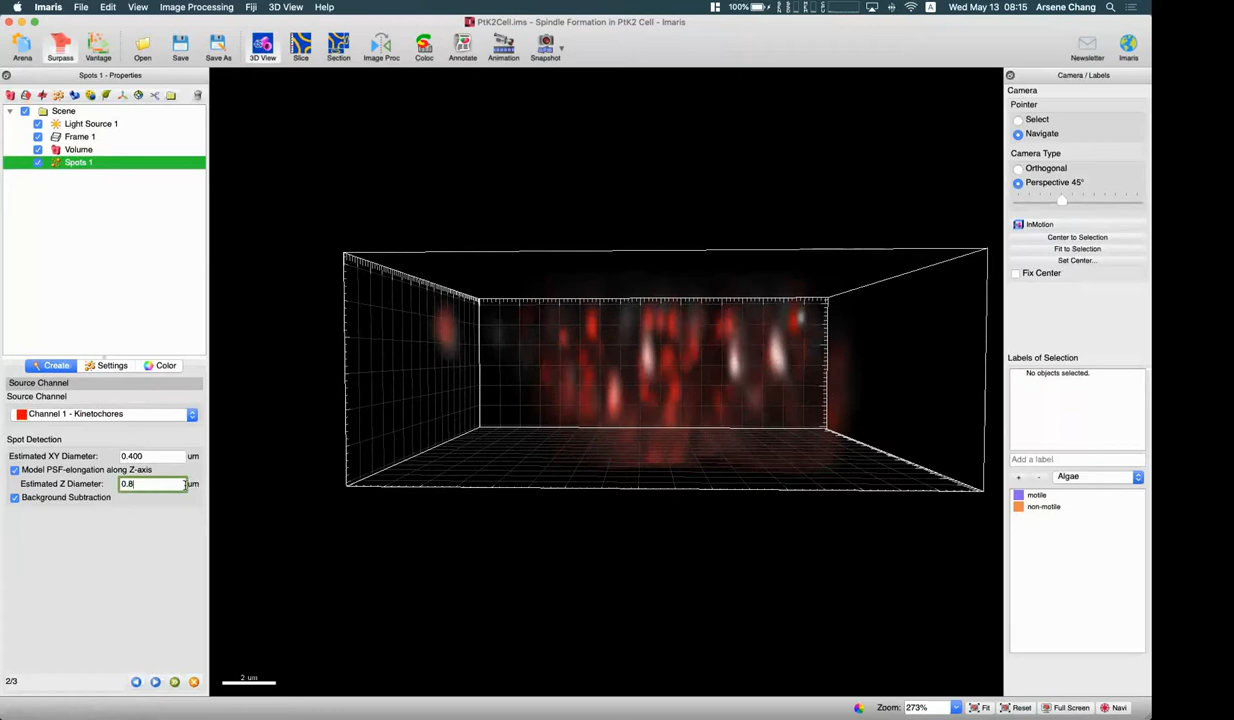 Imaris File Edit View Image Processing Fiji 3D View Help 100% Wed May 13 08:15 Arsene Chang
PtK2Cell.ims - Spindle Formation in PtK2 Cell - Imaris
Arena Surpass Vantage Open Save Save As 3D View Slice Section Image Proc Coloc Annotate Animation Snapshot Newsletter Imaris
Spots 1 - Properties
Scene
Light Source 1
Frame 1
Volume
Spots 1
Create Settings Color
Source Channel
Source Channel
Channel 1 - Kinetochores
Spot Detection
Estimated XY Diameter: 0.400 um
Model PSF-elongation along Z-axis
Estimated Z Diameter: 0.8 um
Background Subtraction
2/3
2 um
Camera / Labels
Camera
Pointer
Select
Navigate
Camera Type
Orthogonal
Perspective 45°
InMotion
Center to Selection
Fit to Selection
Set Center...
Fix Center
Labels of Selection
No objects selected.
Add a label
+ - Algae
motile
non-motile
Zoom: 273% Fit Reset Full Screen Navi